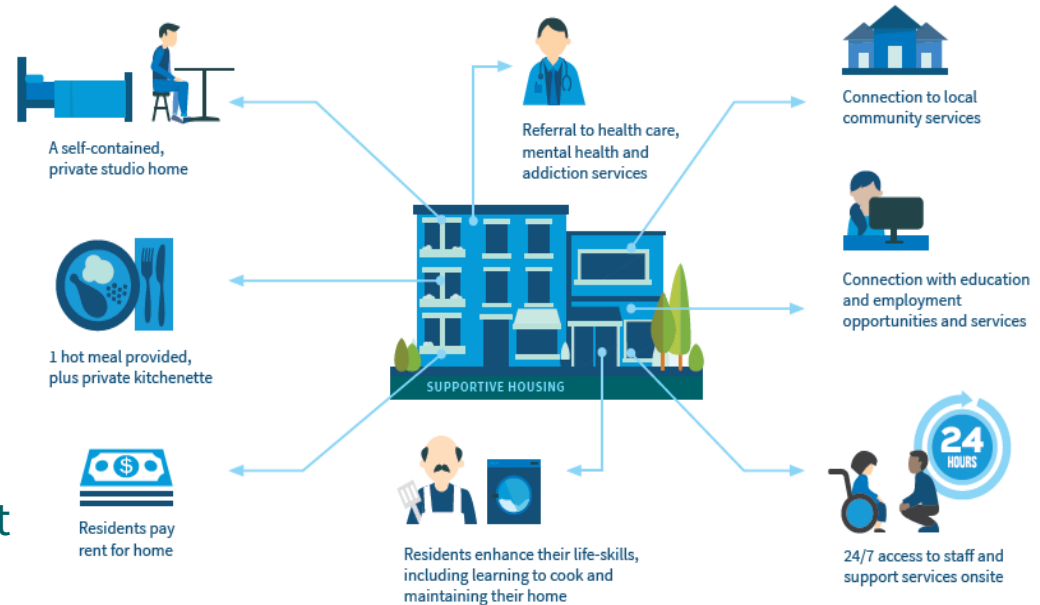 A self-contained,
private studio home
Referral to health care,
mental health and
addiction services
Connection to local
community services
1 hot meal provided,
plus private kitchenette
SUPPORTIVE HOUSING
Connection with education
and employment
opportunities and services
$
Residents pay
rent for home
t
Residents enhance their life-skills,
including learning to cook and
maintaining their home
24
HOURS
24/7 access to staff and
support services onsite